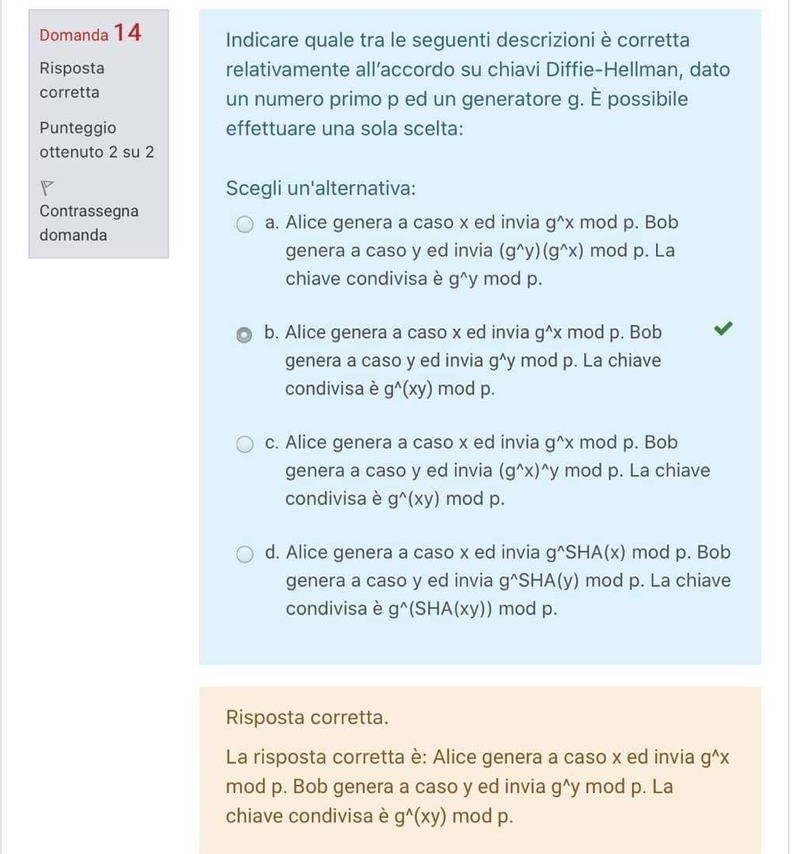 Domanda 14
Risposta
corretta
Punteggio
ottenuto 2 su 2
Contrassegna
domanda
Indicare quale tra le seguenti descrizioni è corretta
relativamente all'accordo su chiavi Diffie-Hellman, dato
un numero primo p ed un generatore g. È possibile
effettuare una sola scelta:
Scegli un'alternativa:
a. Alice genera a caso x ed invia g^x mod p. Bob
genera a caso y ed invia (g^y)(g^x) mod p. La
chiave condivisa è g^y mod p.
b. Alice genera a caso x ed invia g^x mod p. Bob
genera a caso y ed invia g^y mod p. La chiave
condivisa è g^(xy) mod p.
c. Alice genera a caso x ed invia g^x mod p. Bob
genera a caso y ed invia (g^x)^y mod p. La chiave
condivisa è g^(xy) mod p.
d. Alice genera a caso x ed invia g^SHA(x) mod p. Bob
genera a caso y ed invia g^SHA(y) mod p. La chiave
condivisa è g^(SHA(xy)) mod p.
Risposta corretta.
La risposta corretta è: Alice genera a caso x ed invia g^x
mod p. Bob genera a caso y ed invia g^y mod p. La
chiave condivisa è g^(xy) mod p.